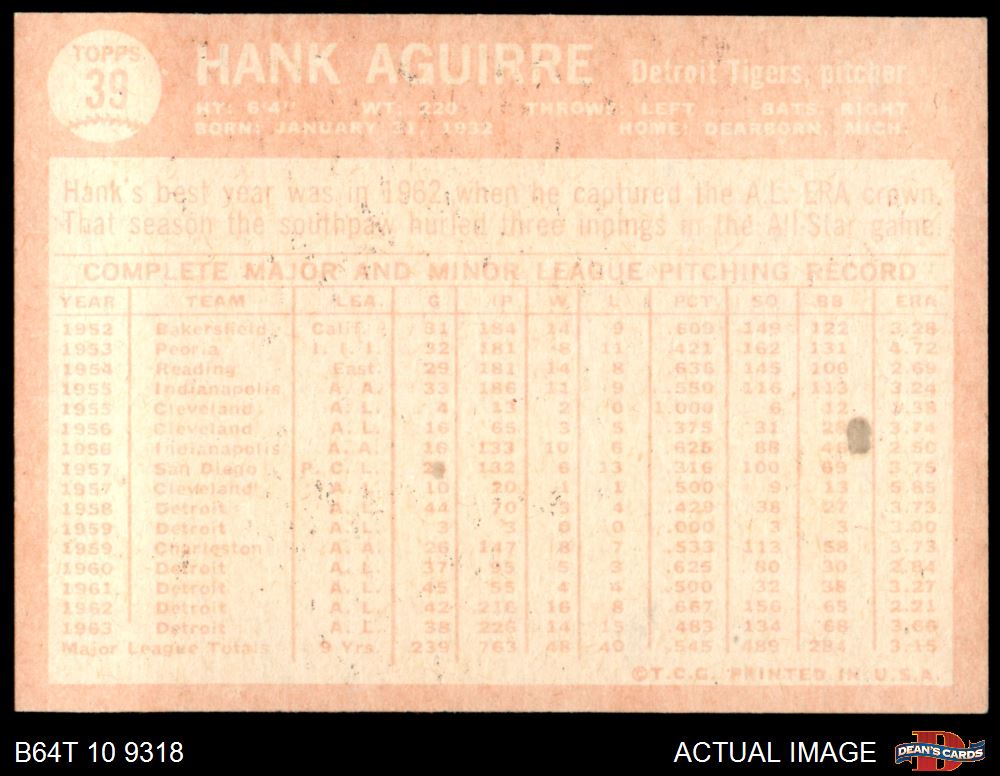 TOPPS
39
HANK AGUIRRE Detroit Tigers, pitcher
HT: 6'4" WT: 220 THROWS: LEFT BATS: RIGHT
BORN: JANUARY 31, 1932 HOME: DEARBORN, MICH.
Hank's best year was in 1962 when he captured the A.L. ERA crown.
That season the southpaw hurled three innings in the All-Star game.
COMPLETE MAJOR AND MINOR LEAGUE PITCHING RECORD
YEAR TEAM LEA. G IP W L PCT. SO BB ERA
1952 Bakersfield Calif. 31 184 14 9 .609 149 122 3.28
1953 Peoria I. I. I. 32 181 8 11 .421 162 131 4.72
1954 Reading East. 29 181 14 8 .636 145 100 2.69
1955 Indianapolis A. A. 33 186 11 9 .550 116 113 3.24
1955 Cleveland A. L. 4 13 2 0 1.000 6 12 1.38
1956 Cleveland A. L. 16 65 3 5 .375 31 28 3.74
1956 Indianapolis A. A. 16 133 10 6 .625 88 2.50
1957 San Diego P. C. L. 132 6 13 .316 100 69 3.75
1957 Cleveland A. L. 10 20 1 1 .500 9 13 5.85
1958 Detroit A. L. 44 70 3 4 .429 38 27 3.73
1959 Detroit A. L. 3 3 0 0 .000 3 3 3.00
1959 Charleston A. A. 26 147 8 7 .533 113 58 3.73
1960 Detroit A. L. 37 95 5 3 .625 80 30 2.84
1961 Detroit A. L. 45 55 4 4 .500 32 38 3.27
1962 Detroit A. L. 42 216 16 8 .667 156 65 2.21
1963 Detroit A. L. 38 226 14 15 .483 134 68 3.66
Major League Totals 9 Yrs. 239 763 48 40 .545 489 284 3.15
©T.C.G. PRINTED IN U.S.A.
B64T 10 9318 ACTUAL IMAGE DEAN'S CARDS